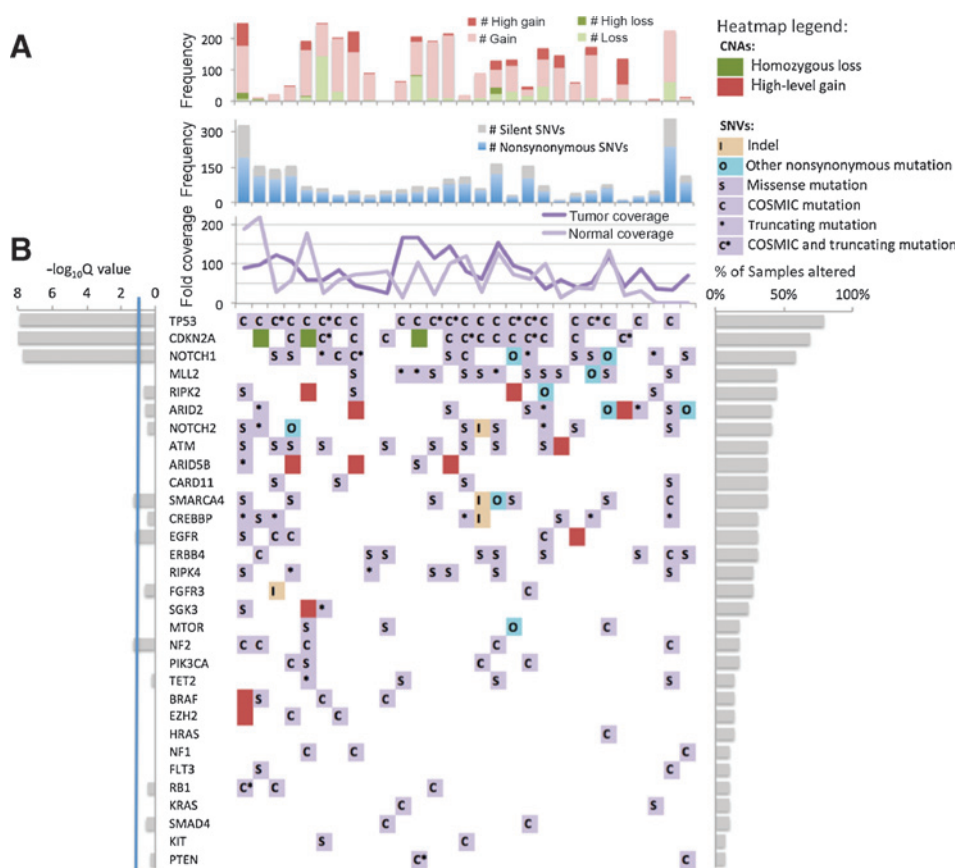 A
# High gain
# High loss
# Gain
# Loss
Frequency
200
100
0
Heatmap legend:
CNAs:
Homozygous loss
High-level gain
# Silent SNVs
# Nonsynonymous SNVs
Frequency
300
150
0
SNVs:
I Indel
O Other nonsynonymous mutation
S Missense mutation
C COSMIC mutation
* Truncating mutation
C* COSMIC and truncating mutation
B
Tumor coverage
Normal coverage
Fold coverage
200
100
0
–log10Q value
8 6 4 2 0
% of Samples altered
0% 50% 100%
TP53 C C C* C C C* C C C C C C* C* C C C C* C* C C C* C C C
CDKN2A C C* C C C* C C C C* C C*
NOTCH1 S S * C C* S C O * S S O * S
MLL2 S * * S S S * S S S O S S S
RIPK2 S S O S
ARID2 * S S * O * S O
NOTCH2 S * O S I S * S S
ATM S S S S S S S S
ARID5B * S
CARD11 S S S S
SMARCA4 S S S I O S S C
CREBBP * S * * I S * *
EGFR S C C C
ERBB4 C S S S S S S C S
RIPK4 S * * S S S S
FGFR3 I C
SGK3 S *
MTOR S S O C
NF2 C C C C C
PIK3CA C S C C
TET2 * S S S
BRAF S C C
EZH2 C C
HRAS C
NF1 C C C
FLT3 S C
RB1 C* C C
KRAS C S
SMAD4 C C
KIT S C
PTEN C* C